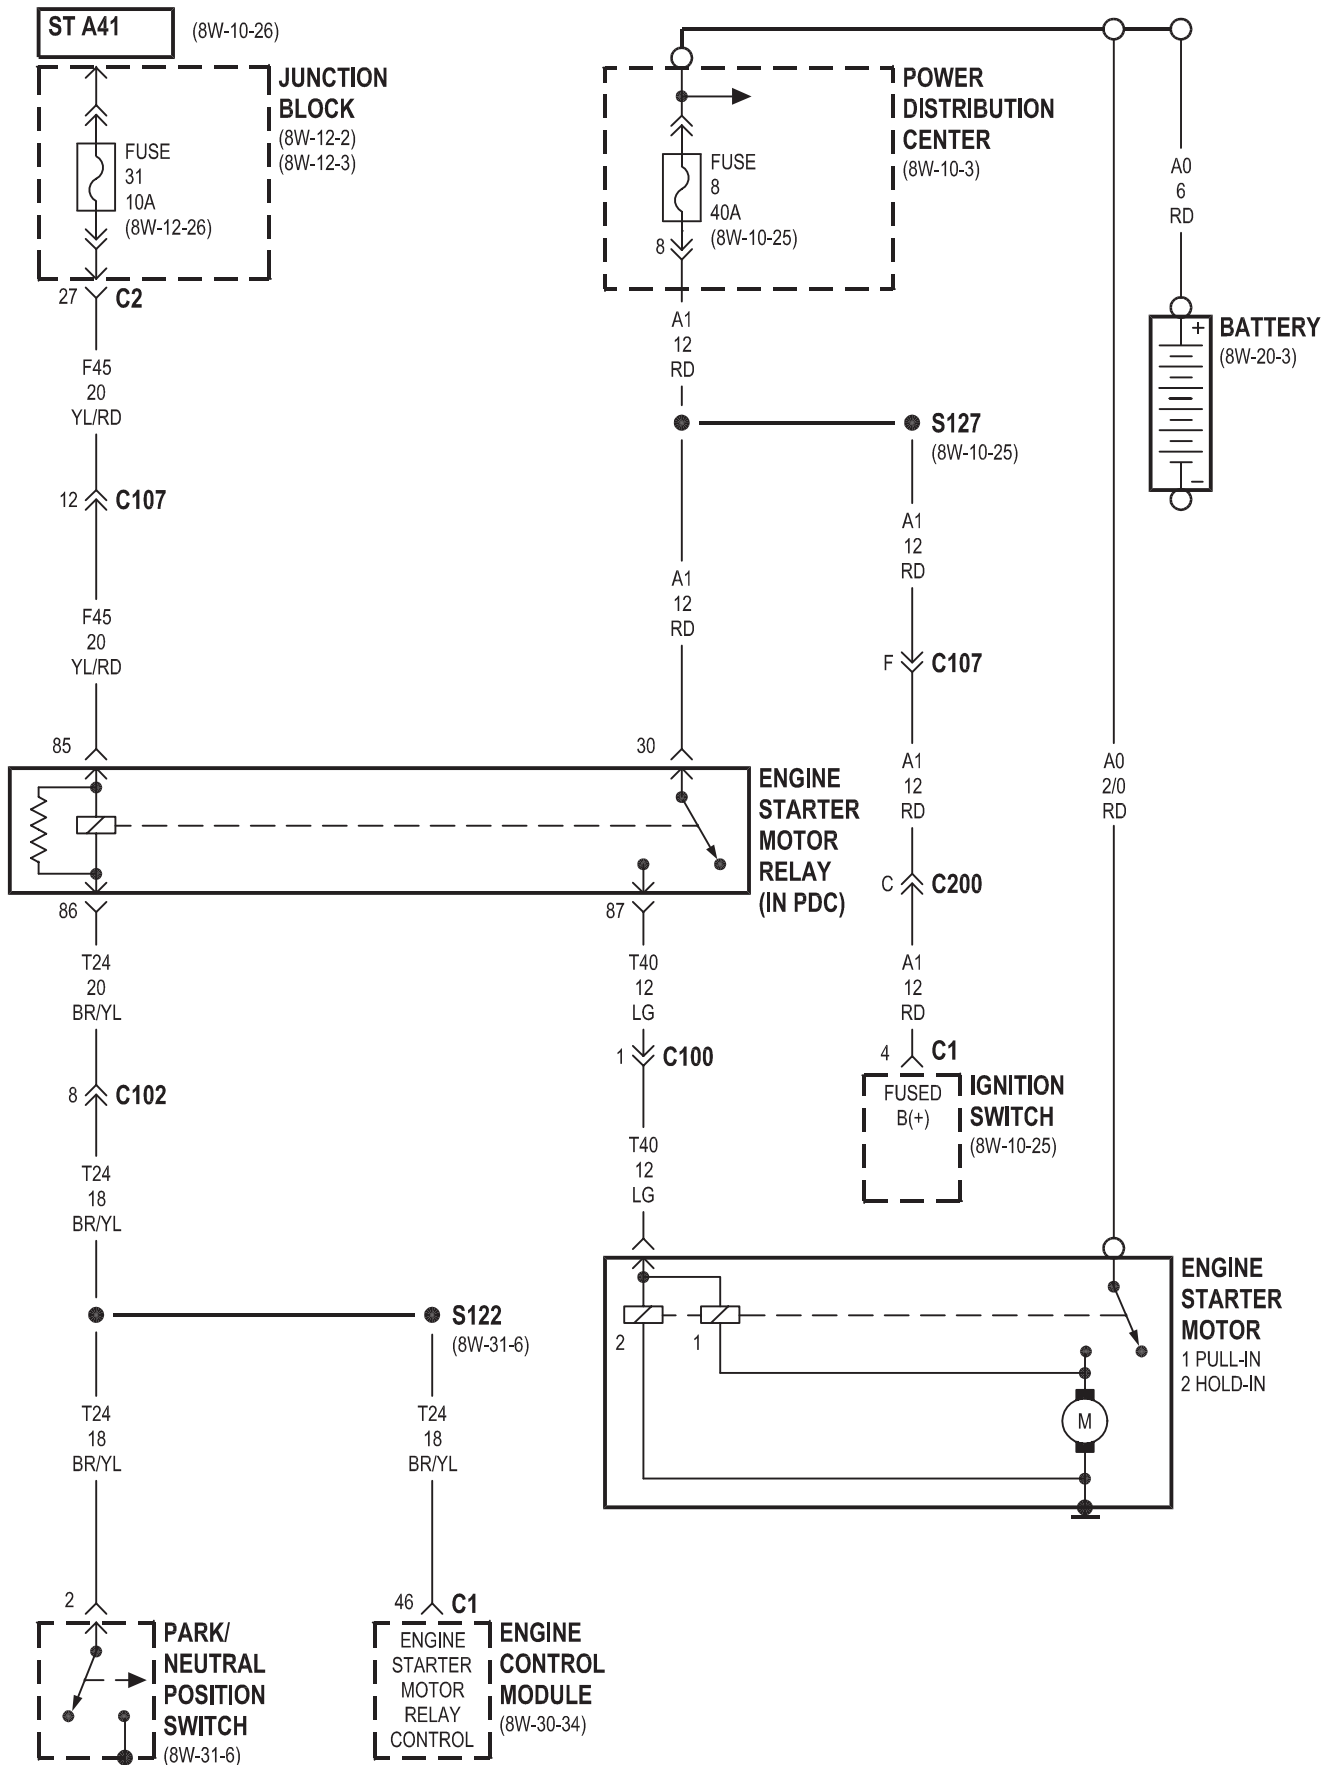 ST A41
(8W-10-26)
JUNCTION
BLOCK
(8W-12-2)
(8W-12-3)
FUSE
31
10A
(8W-12-26)
27
C2
F45
20
YL/RD
12
C107
F45
20
YL/RD
85
POWER
DISTRIBUTION
CENTER
(8W-10-3)
FUSE
8
40A
(8W-10-25)
8
A1
12
RD
S127
(8W-10-25)
A1
12
RD
30
A1
12
RD
F
C107
A1
12
RD
C
C200
A1
12
RD
4
C1
FUSED
B(+)
IGNITION
SWITCH
(8W-10-25)
A0
6
RD
+
BATTERY
(8W-20-3)
–
A0
2/0
RD
ENGINE
STARTER
MOTOR
RELAY
(IN PDC)
86
T24
20
BR/YL
8
C102
T24
18
BR/YL
S122
(8W-31-6)
T24
18
BR/YL
T24
18
BR/YL
87
T40
12
LG
1
C100
T40
12
LG
2
1
M
ENGINE
STARTER
MOTOR
1 PULL-IN
2 HOLD-IN
2
PARK/
NEUTRAL
POSITION
SWITCH
(8W-31-6)
46
C1
ENGINE
STARTER
MOTOR
RELAY
CONTROL
ENGINE
CONTROL
MODULE
(8W-30-34)